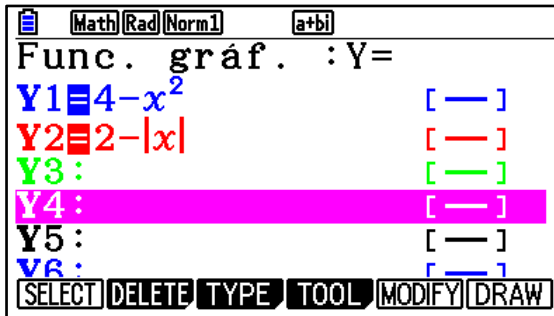 Math Rad Norm1 a+bi
Func. gráf. :Y=
Y1=4-x²
[—]
Y2=2-|x|
[—]
Y3:
[—]
Y4:
[—]
Y5:
[—]
Y6:
[—]
SELECT DELETE TYPE TOOL MODIFY DRAW